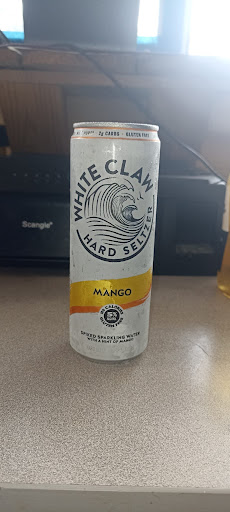 2g CARBS • GLUTEN FREE
WHITE CLAW
HARD SELTZER
MANGO
SPIKED SPARKLING WATER
WITH A HINT OF MANGO
Scangle